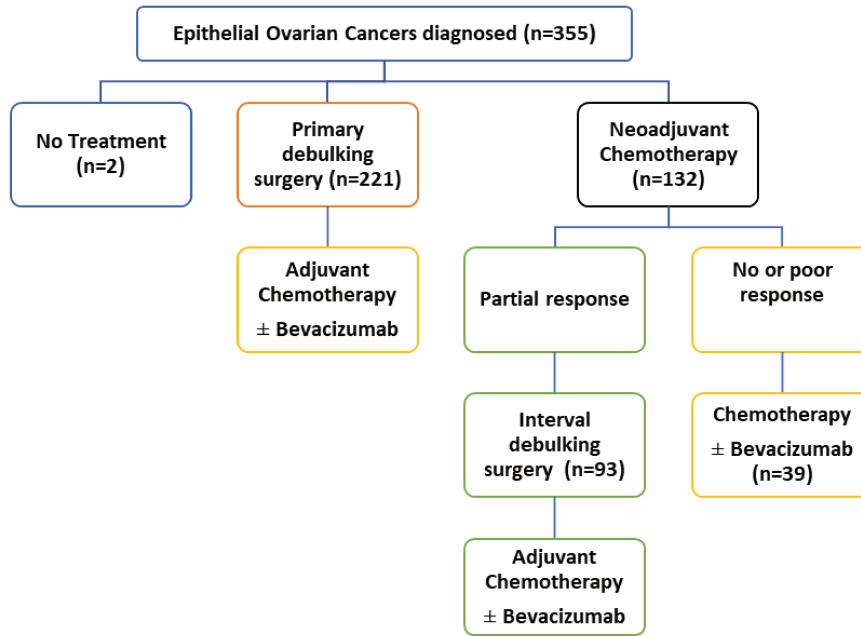 Epithelial Ovarian Cancers diagnosed (n=355)
No Treatment
(n=2)
Primary
debulking
surgery (n=221)
Neoadjuvant
Chemotherapy
(n=132)
Adjuvant
Chemotherapy
± Bevacizumab
Partial response
No or poor
response
Interval
debulking
surgery (n=93)
Chemotherapy
± Bevacizumab
(n=39)
Adjuvant
Chemotherapy
± Bevacizumab